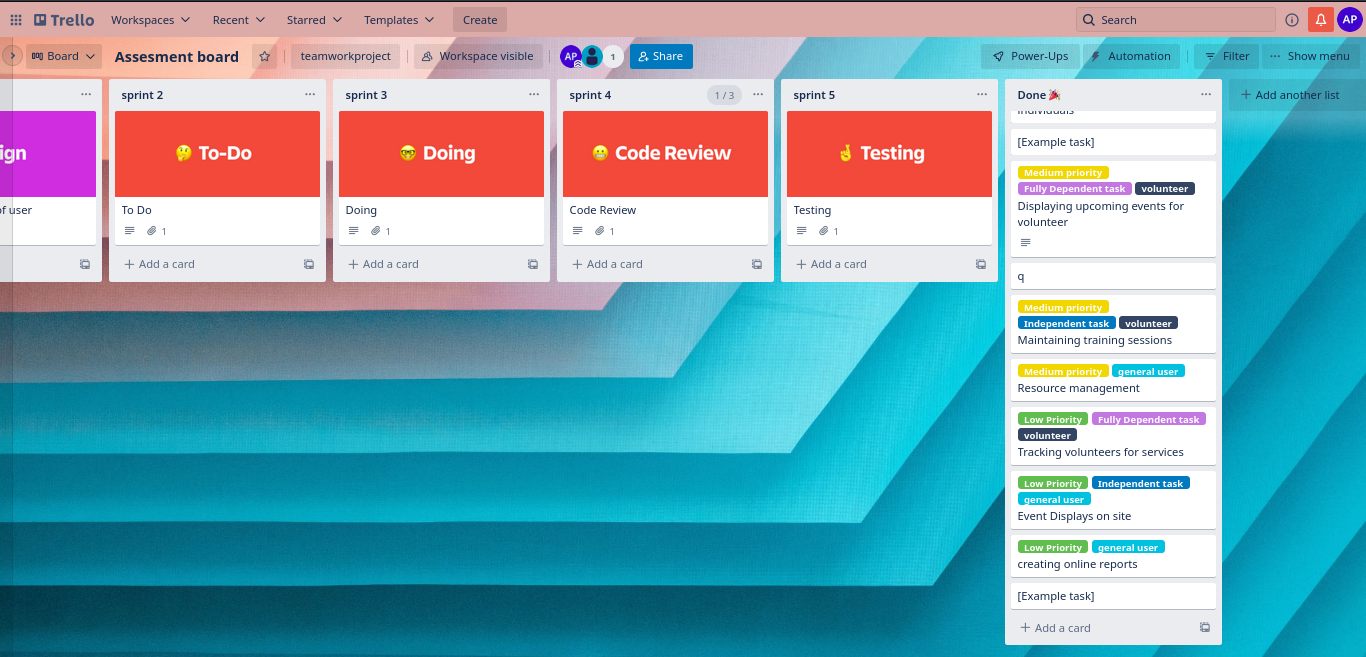 Trello
Workspaces
Recent
Starred
Templates
Create
Search
AP
Board
Assesment board
teamworkproject
Workspace visible
AP
1
Share
Power-Ups
Automation
Filter
Show menu
ign
of user
sprint 2
To-Do
To Do
1
Add a card
sprint 3
Doing
Doing
1
Add a card
sprint 4
1 / 3
Code Review
Code Review
1
Add a card
sprint 5
Testing
Testing
1
Add a card
Done
individuals
[Example task]
Medium priority
Fully Dependent task volunteer
Displaying upcoming events for
volunteer
q
Medium priority
Independent task volunteer
Maintaining training sessions
Medium priority general user
Resource management
Low Priority Fully Dependent task
volunteer
Tracking volunteers for services
Low Priority Independent task
general user
Event Displays on site
Low Priority general user
creating online reports
[Example task]
Add a card
Add another list